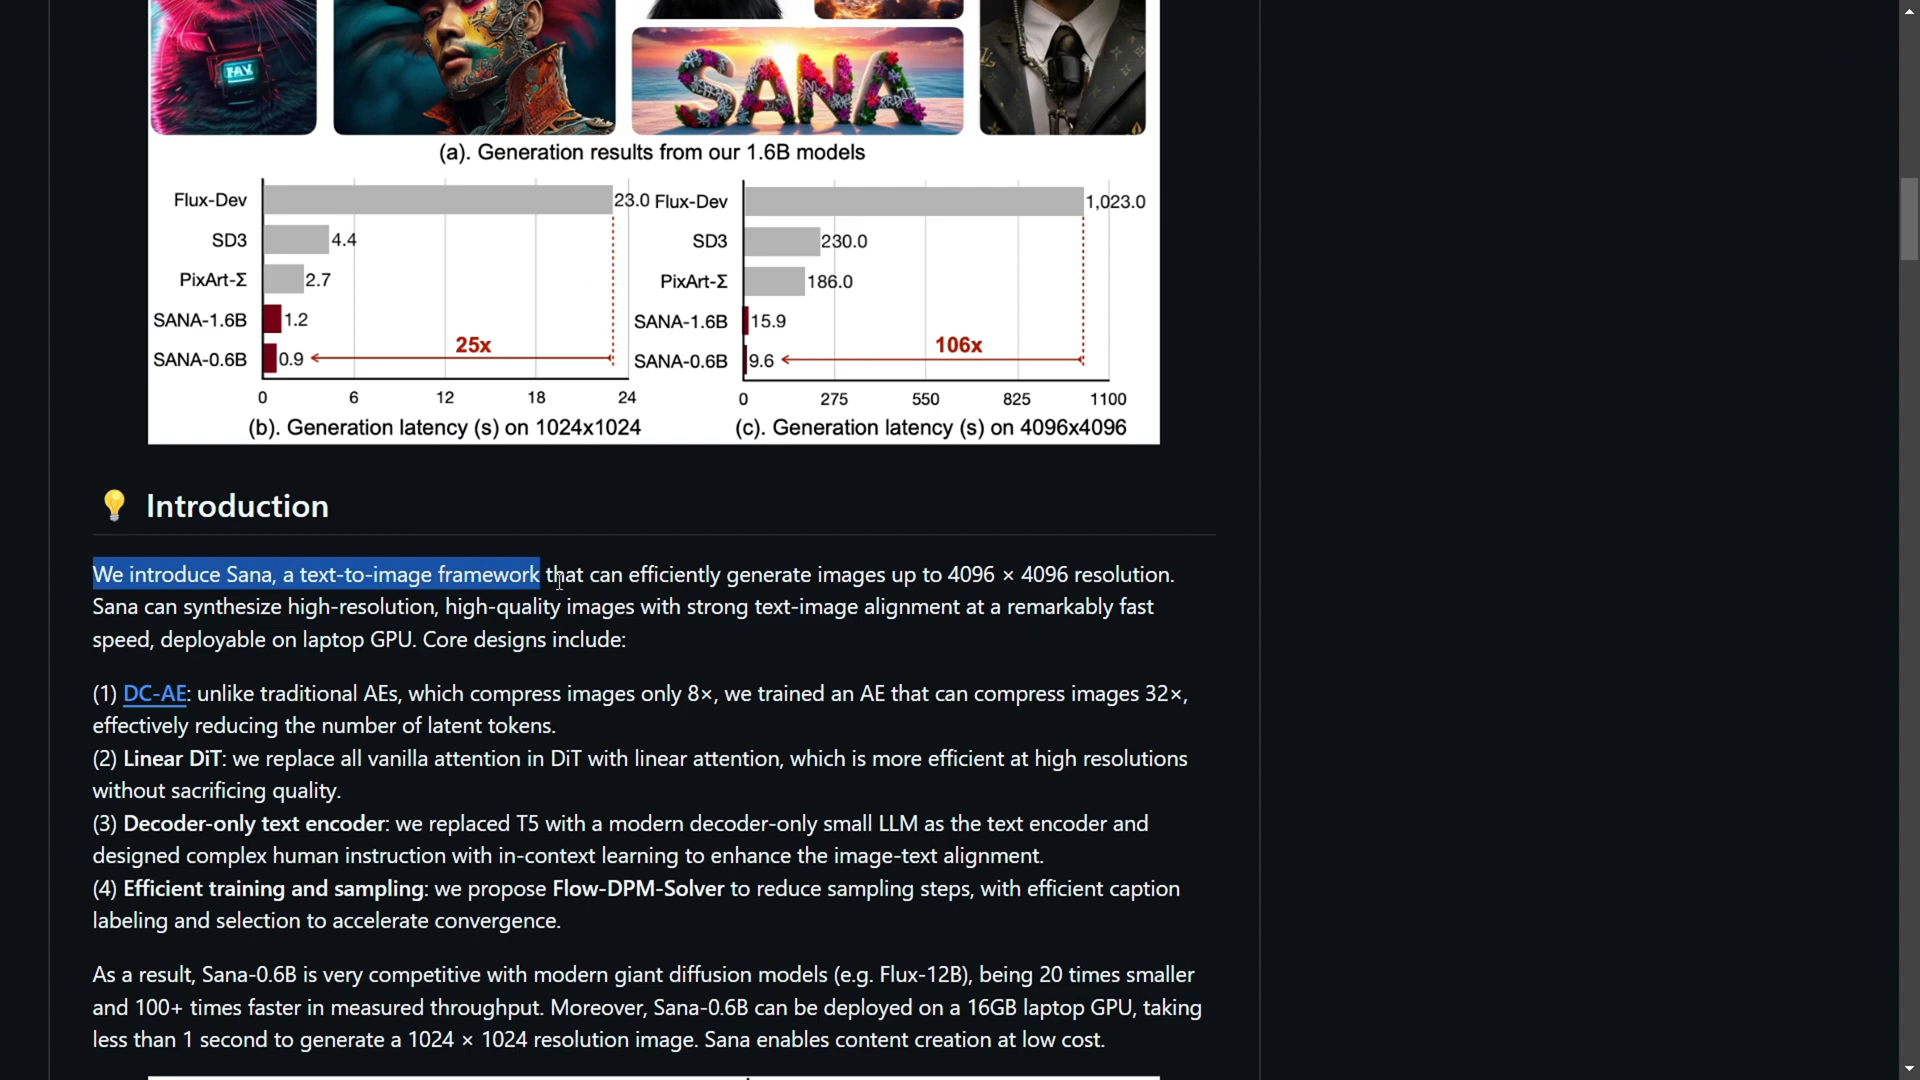 SANA
(a). Generation results from our 1.6B models
Flux-Dev 23.0
SD3 4.4
PixArt-Σ 2.7
SANA-1.6B 1.2
SANA-0.6B 0.9
25x
0 6 12 18 24
(b). Generation latency (s) on 1024x1024
Flux-Dev 1,023.0
SD3 230.0
PixArt-Σ 186.0
SANA-1.6B 15.9
SANA-0.6B 9.6
106x
0 275 550 825 1100
(c). Generation latency (s) on 4096x4096
💡 Introduction
We introduce Sana, a text-to-image framework that can efficiently generate images up to 4096 × 4096 resolution.
Sana can synthesize high-resolution, high-quality images with strong text-image alignment at a remarkably fast
speed, deployable on laptop GPU. Core designs include:
(1) DC-AE: unlike traditional AEs, which compress images only 8×, we trained an AE that can compress images 32×,
effectively reducing the number of latent tokens.
(2) Linear DiT: we replace all vanilla attention in DiT with linear attention, which is more efficient at high resolutions
without sacrificing quality.
(3) Decoder-only text encoder: we replaced T5 with a modern decoder-only small LLM as the text encoder and
designed complex human instruction with in-context learning to enhance the image-text alignment.
(4) Efficient training and sampling: we propose Flow-DPM-Solver to reduce sampling steps, with efficient caption
labeling and selection to accelerate convergence.
As a result, Sana-0.6B is very competitive with modern giant diffusion models (e.g. Flux-12B), being 20 times smaller
and 100+ times faster in measured throughput. Moreover, Sana-0.6B can be deployed on a 16GB laptop GPU, taking
less than 1 second to generate a 1024 × 1024 resolution image. Sana enables content creation at low cost.